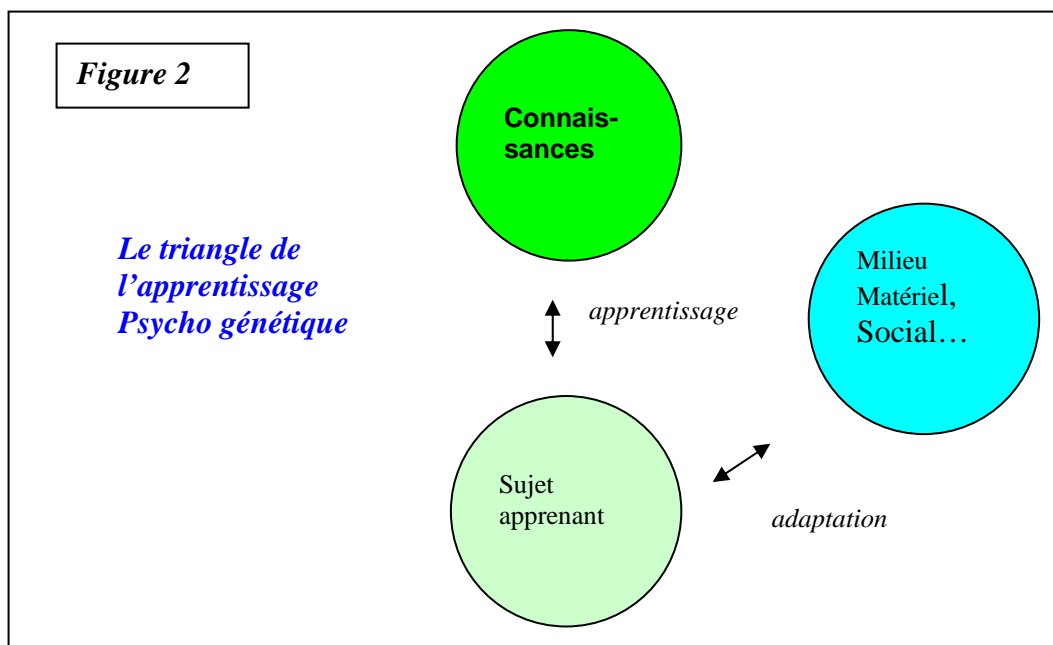 Figure 2
Connais-
sances
Le triangle de
l’apprentissage
Psycho génétique
Milieu
Matériel,
Social…
apprentissage
Sujet
apprenant
adaptation